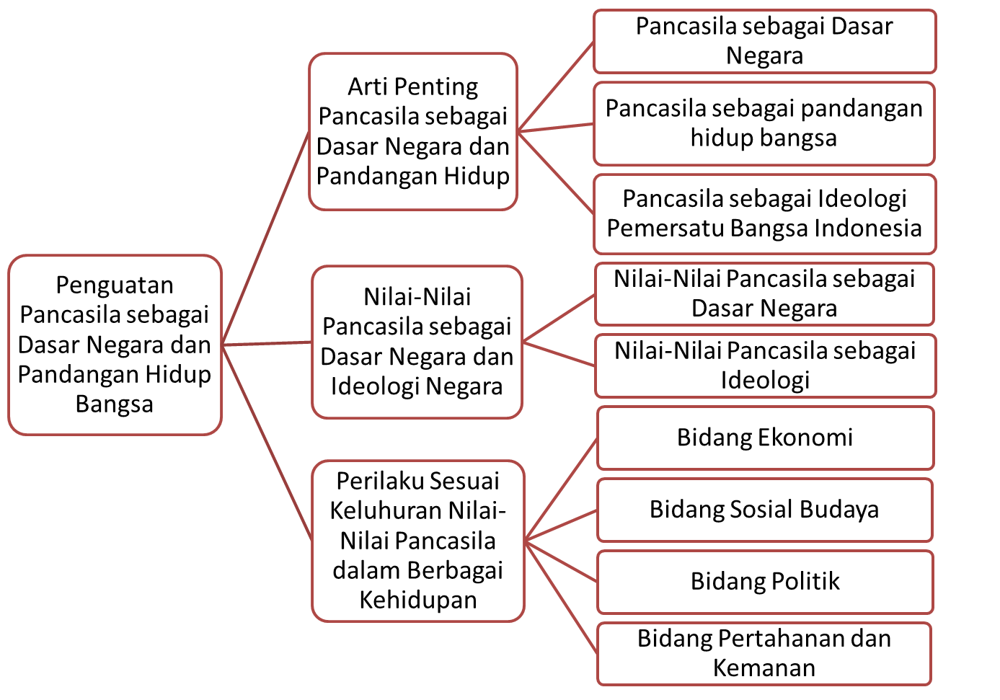 Penguatan
Pancasila sebagai
Dasar Negara dan
Pandangan Hidup
Bangsa
Arti Penting
Pancasila sebagai
Dasar Negara dan
Pandangan Hidup
Pancasila sebagai Dasar
Negara
Pancasila sebagai pandangan
hidup bangsa
Pancasila sebagai Ideologi
Pemersatu Bangsa Indonesia
Nilai-Nilai
Pancasila sebagai
Dasar Negara dan
Ideologi Negara
Nilai-Nilai Pancasila sebagai
Dasar Negara
Nilai-Nilai Pancasila sebagai
Ideologi
Perilaku Sesuai
Keluhuran Nilai-
Nilai Pancasila
dalam Berbagai
Kehidupan
Bidang Ekonomi
Bidang Sosial Budaya
Bidang Politik
Bidang Pertahanan dan
Kemanan